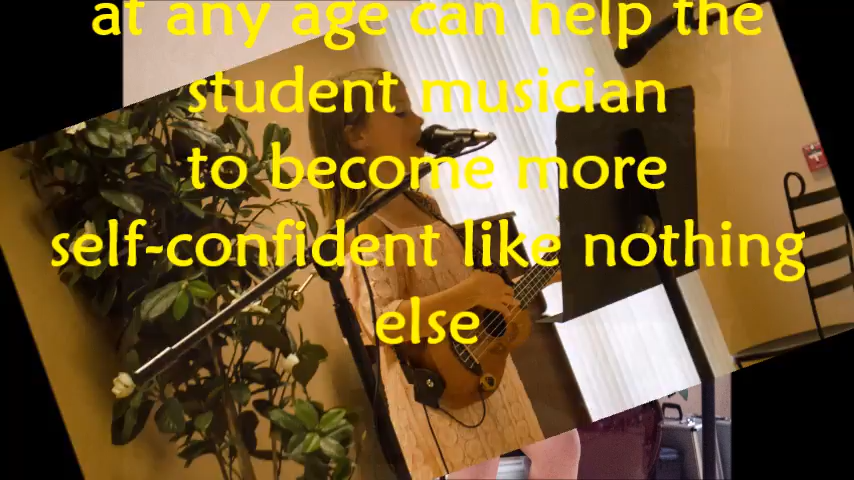 at any age can help the
student musician
to become more
self-confident like nothing
else